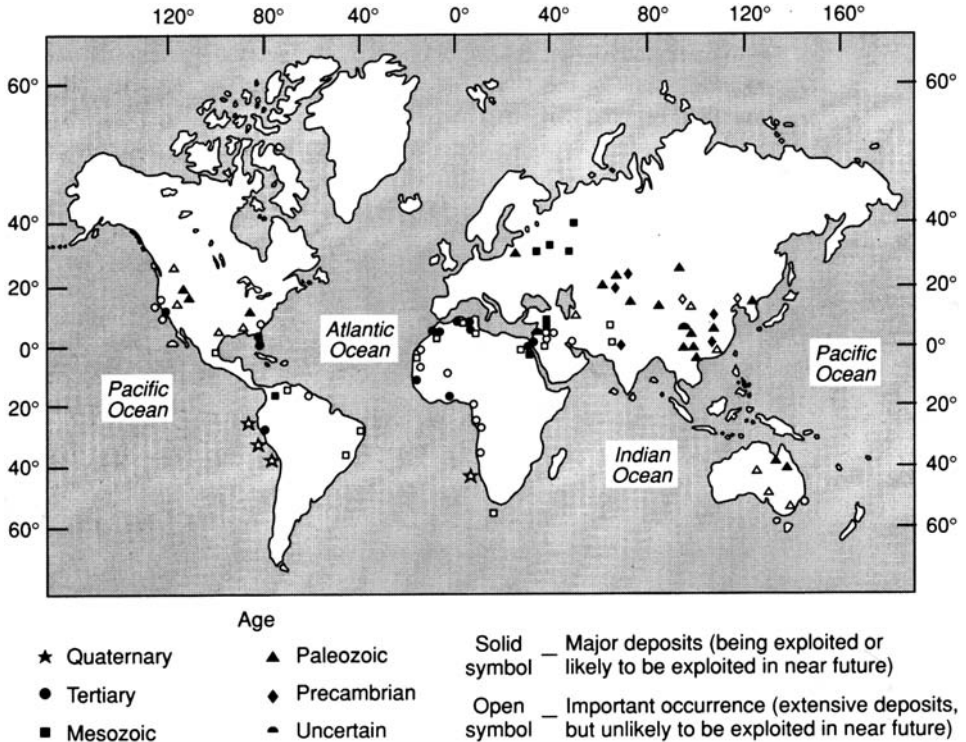 120° 80° 40° 0° 40° 80° 120° 160°
60° 60°
40° 40°
20° 20°
Atlantic
Ocean
0° 0°
Pacific
Ocean
Pacific
Ocean
20° 20°
Indian
Ocean
40° 40°
60° 60°
Age
Quaternary
Tertiary
Mesozoic
Paleozoic
Precambrian
Uncertain
Solid symbol — Major deposits (being exploited or
likely to be exploited in near future)
Open symbol — Important occurrence (extensive deposits,
but unlikely to be exploited in near future)